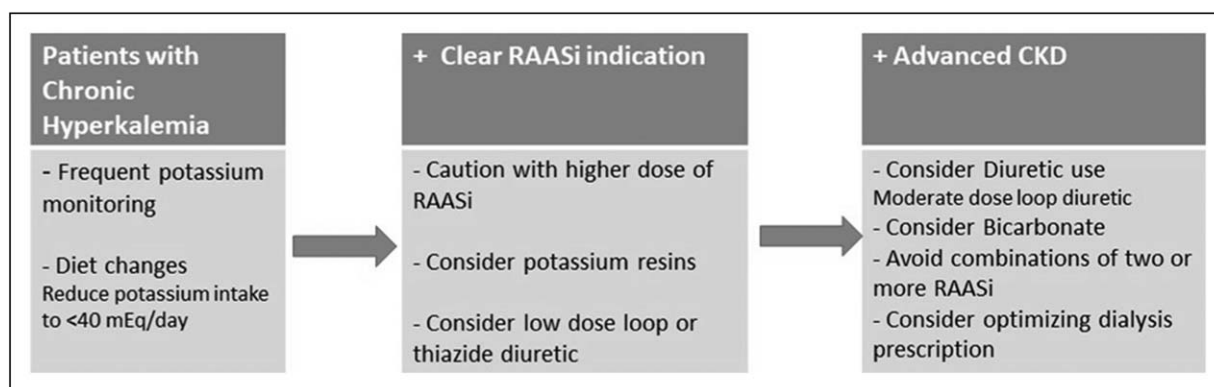 Patients with
Chronic
Hyperkalemia
- Frequent potassium
monitoring
- Diet changes
Reduce potassium intake
to <40 mEq/day
+ Clear RAASi indication
- Caution with higher dose of
RAASi
- Consider potassium resins
- Consider low dose loop or
thiazide diuretic
+ Advanced CKD
- Consider Diuretic use
Moderate dose loop diuretic
- Consider Bicarbonate
- Avoid combinations of two or
more RAASi
- Consider optimizing dialysis
prescription